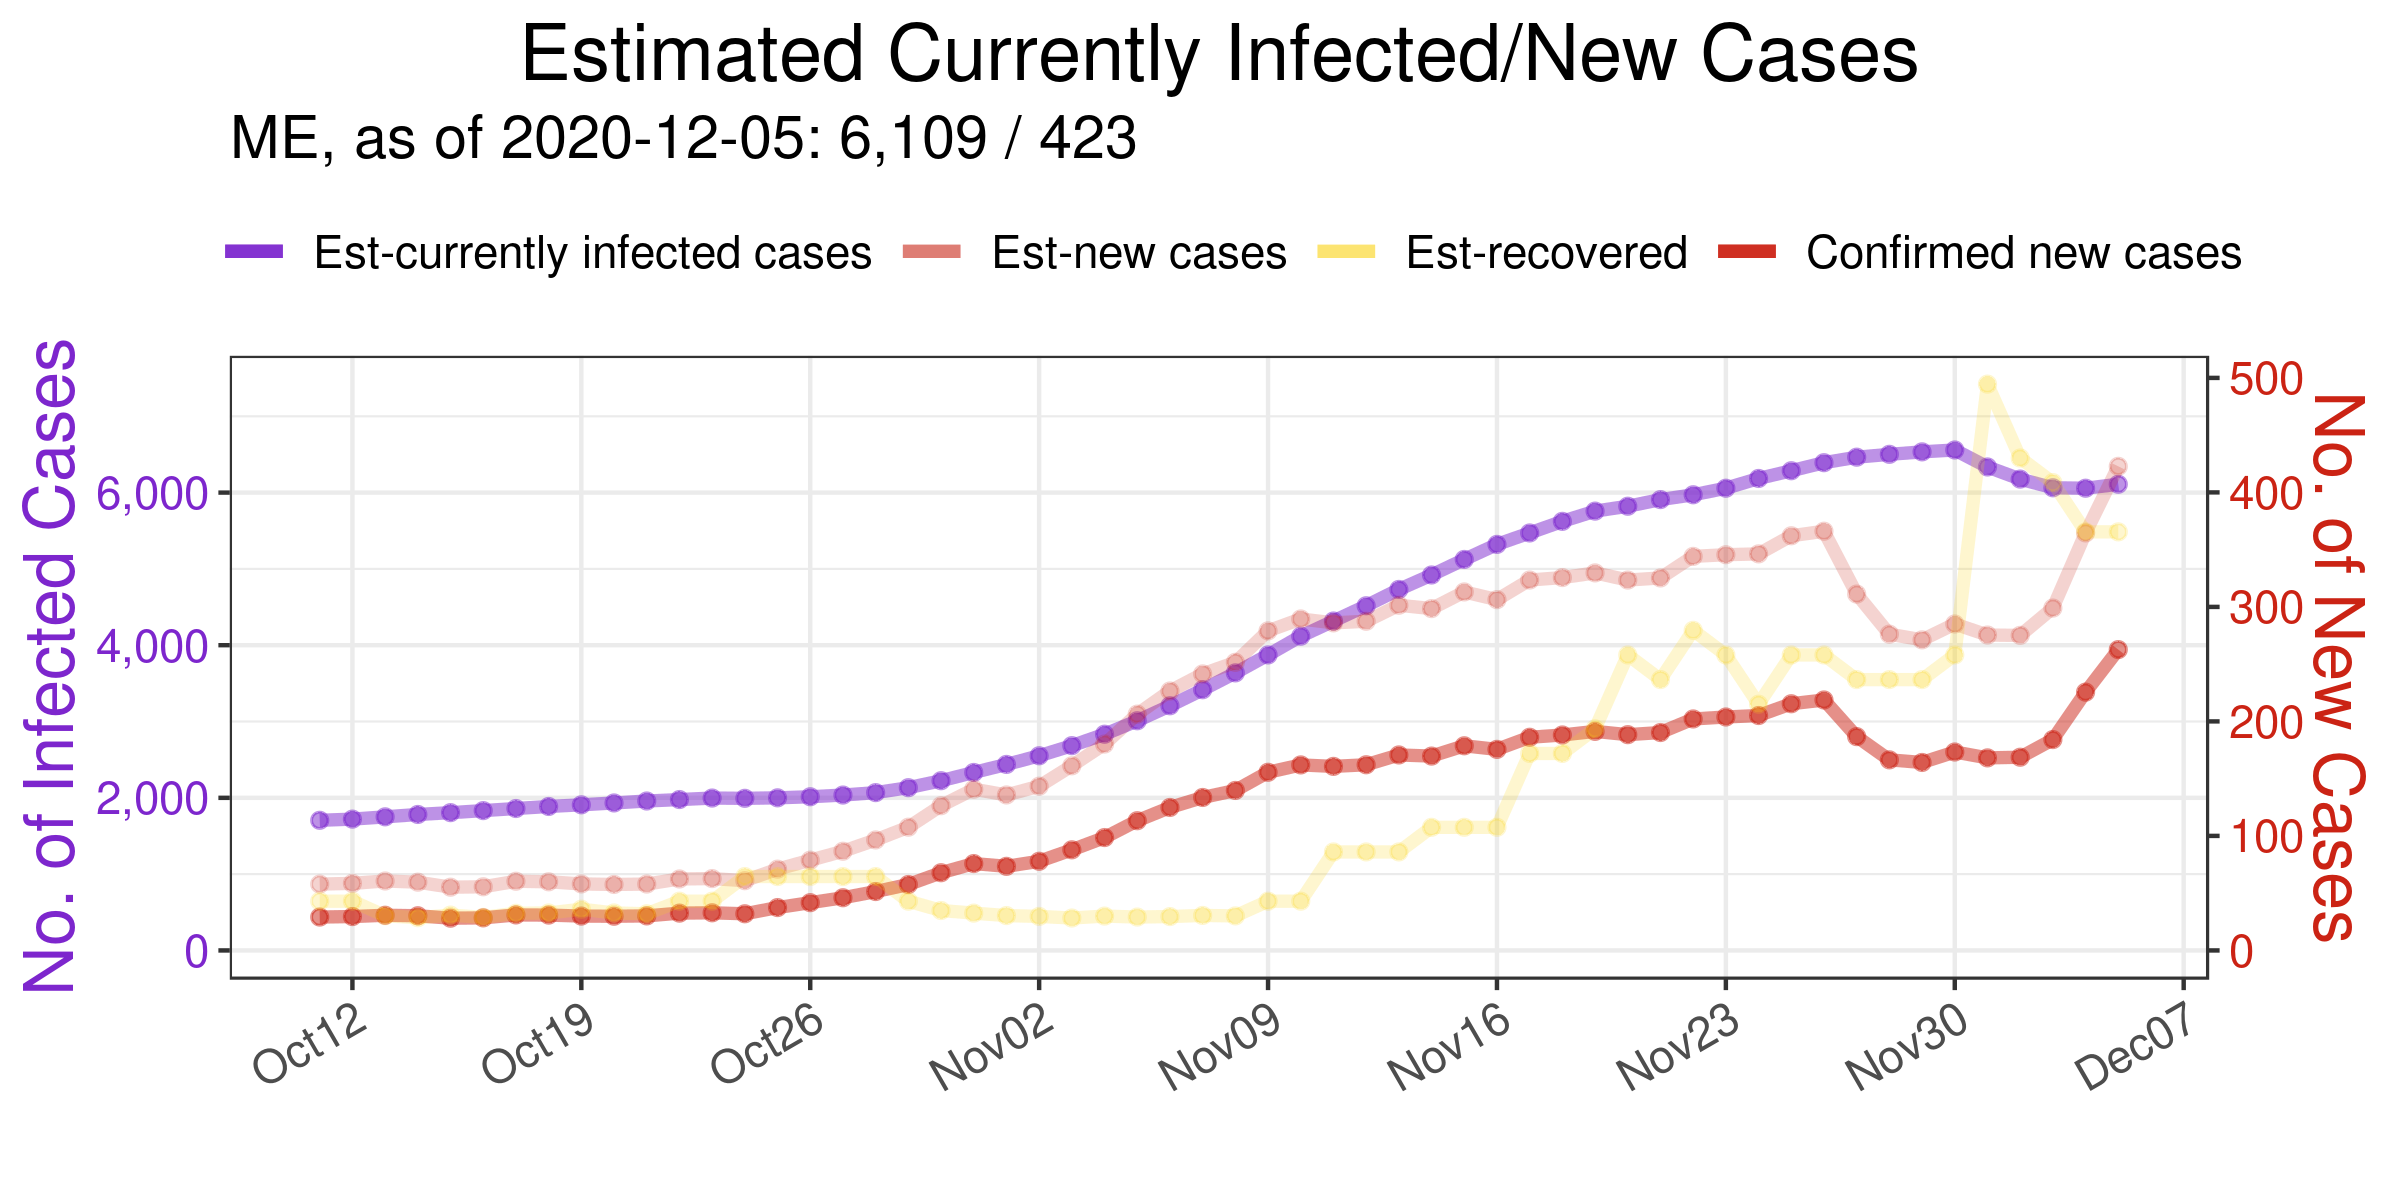 Estimated Currently Infected/New Cases
ME, as of 2020-12-05: 6,109 / 423
Est-currently infected cases Est-new cases Est-recovered Confirmed new cases
No. of Infected Cases
6,000
4,000
2,000
0
500
400
300
200
100
0
No. of New Cases
Oct12 Oct19 Oct26 Nov02 Nov09 Nov16 Nov23 Nov30 Dec07